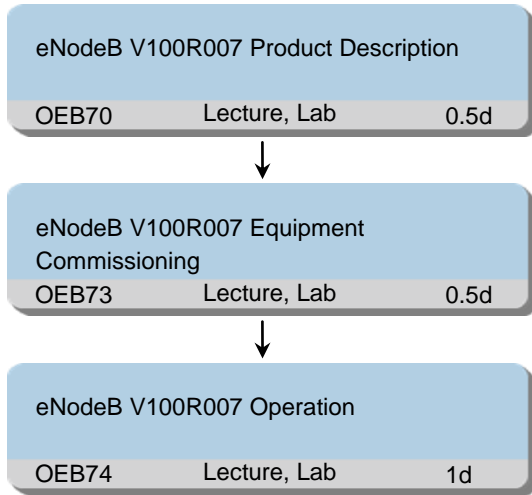 eNodeB V100R007 Product Description
OEB70 Lecture, Lab 0.5d
eNodeB V100R007 Equipment
Commissioning
OEB73 Lecture, Lab 0.5d
eNodeB V100R007 Operation
OEB74 Lecture, Lab 1d